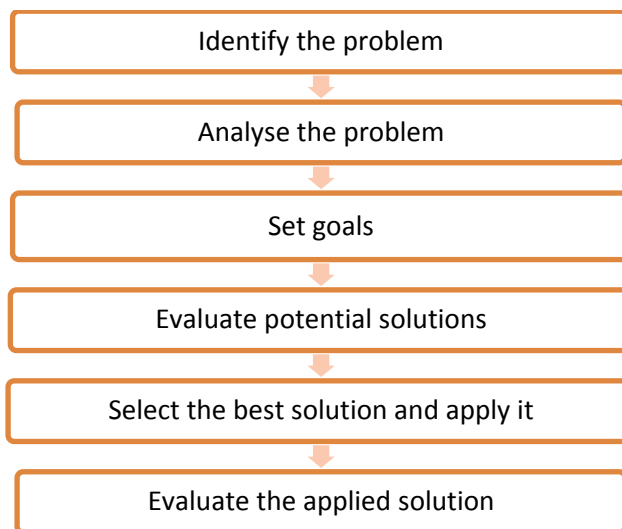 Identify the problem
Analyse the problem
Set goals
Evaluate potential solutions
Select the best solution and apply it
Evaluate the applied solution